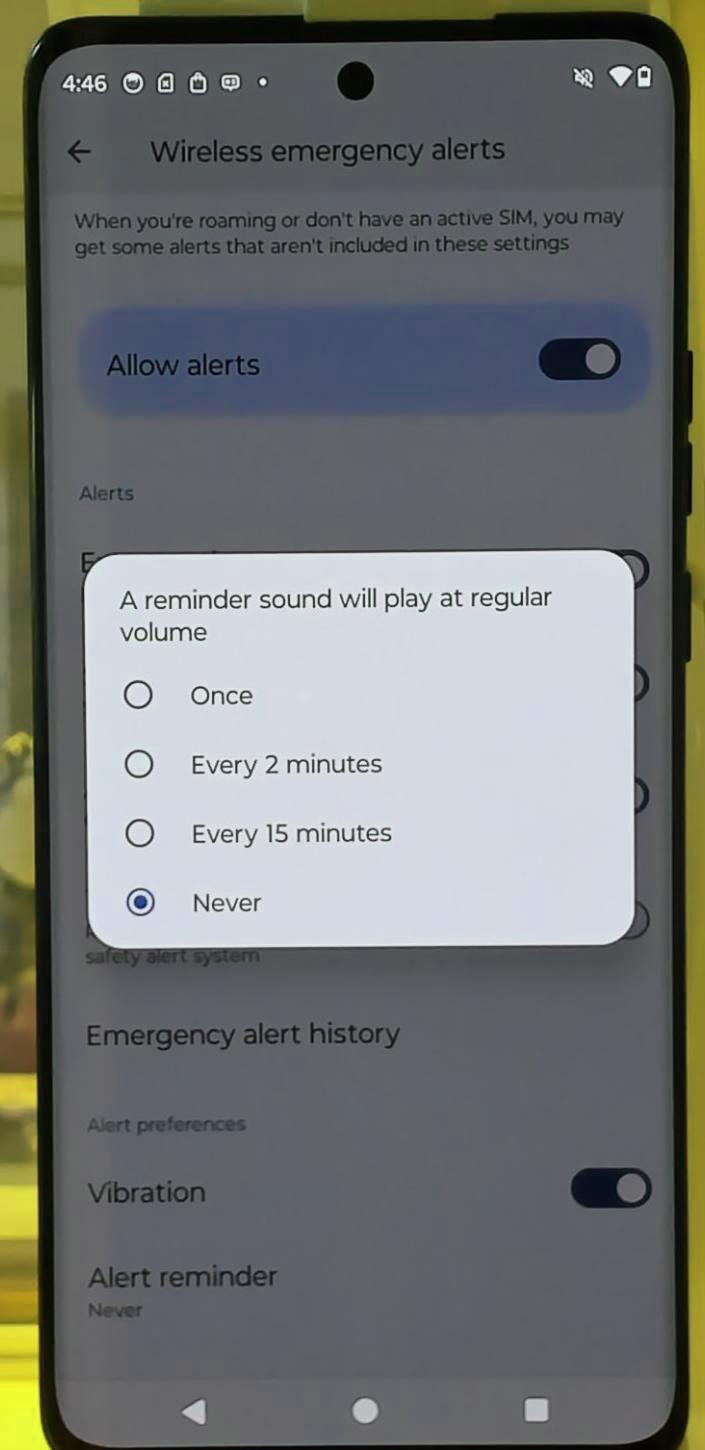 4:46
Wireless emergency alerts
When you're roaming or don't have an active SIM, you may
get some alerts that aren't included in these settings
Allow alerts
Alerts
A reminder sound will play at regular
volume
Once
Every 2 minutes
Every 15 minutes
Never
safety alert system
Emergency alert history
Alert preferences
Vibration
Alert reminder
Never